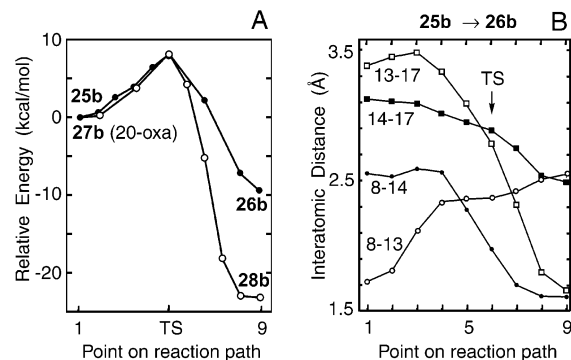 A
25b → 26b
B
10
0
-10
-20
Relative Energy (kcal/mol)
25b
27b (20-oxa)
26b
28b
1
TS
9
Point on reaction path
3.5
2.5
1.5
Interatomic Distance (Å)
13-17
TS
14-17
8-14
8-13
1
5
9
Point on reaction path